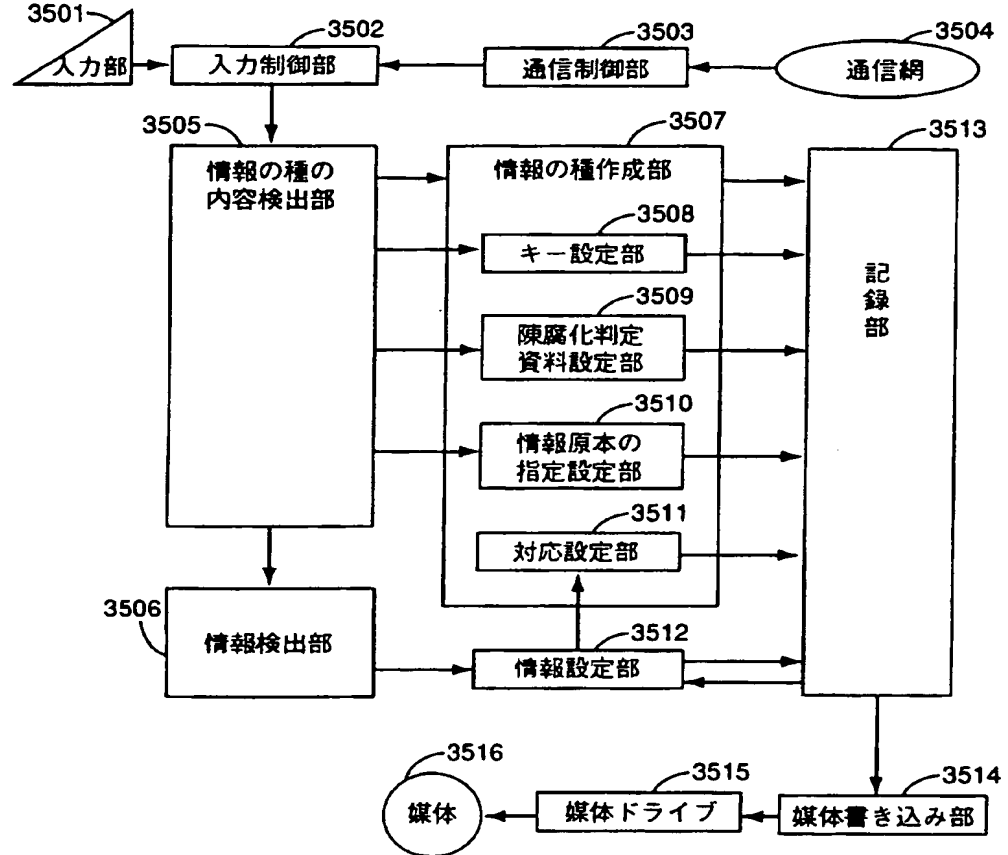 3501
入力部
3502
入力制御部
3503
通信制御部
3504
通信網
3505
情報の種の
内容検出部
3507
情報の種作成部
3513
記
録
部
3508
キー設定部
3509
陳腐化判定
資料設定部
3510
情報原本の
指定設定部
3511
対応設定部
3506
情報検出部
3512
情報設定部
3516
媒体
3515
媒体ドライブ
3514
媒体書き込み部